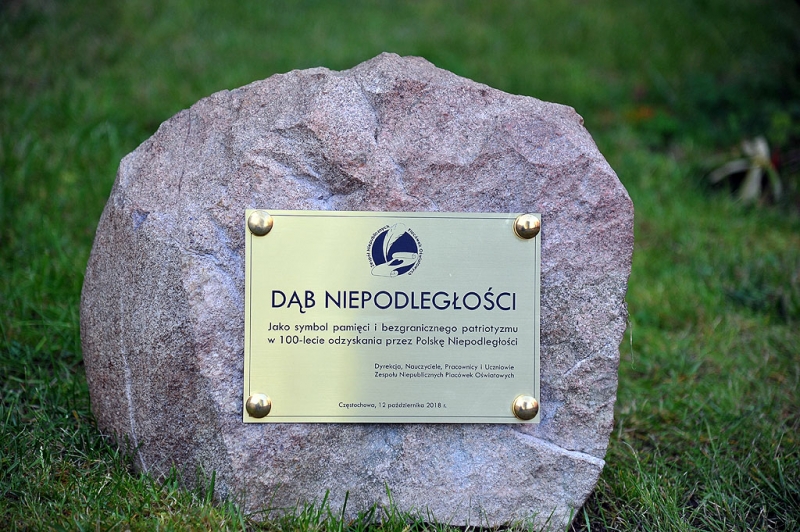 DĄB NIEPODLEGŁOŚCI
Jako symbol pamięci i bezgranicznego patriotyzmu
w 100-lecie odzyskania przez Polskę Niepodległości
Dyrekcja, Nauczyciele, Pracownicy i Uczniowie
Zespołu Niepublicznych Placówek Oświatowych
Częstochowa, 12 października 2018 r.